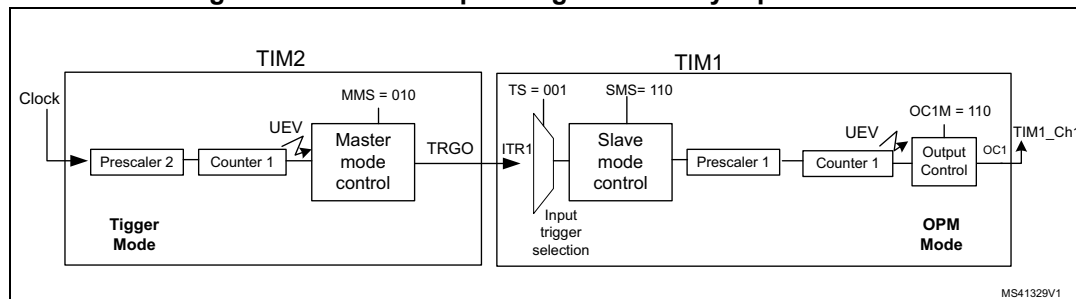 TIM2
TIM1
Clock
MMS = 010
TS = 001
SMS= 110
OC1M = 110
UEV
UEV
TIM1_Ch1
Prescaler 2
Counter 1
Master
mode
control
TRGO
ITR1
Slave
mode
control
Prescaler 1
Counter 1
Output
Control
OC1
Input
trigger
selection
Tigger
Mode
OPM
Mode
MS41329V1